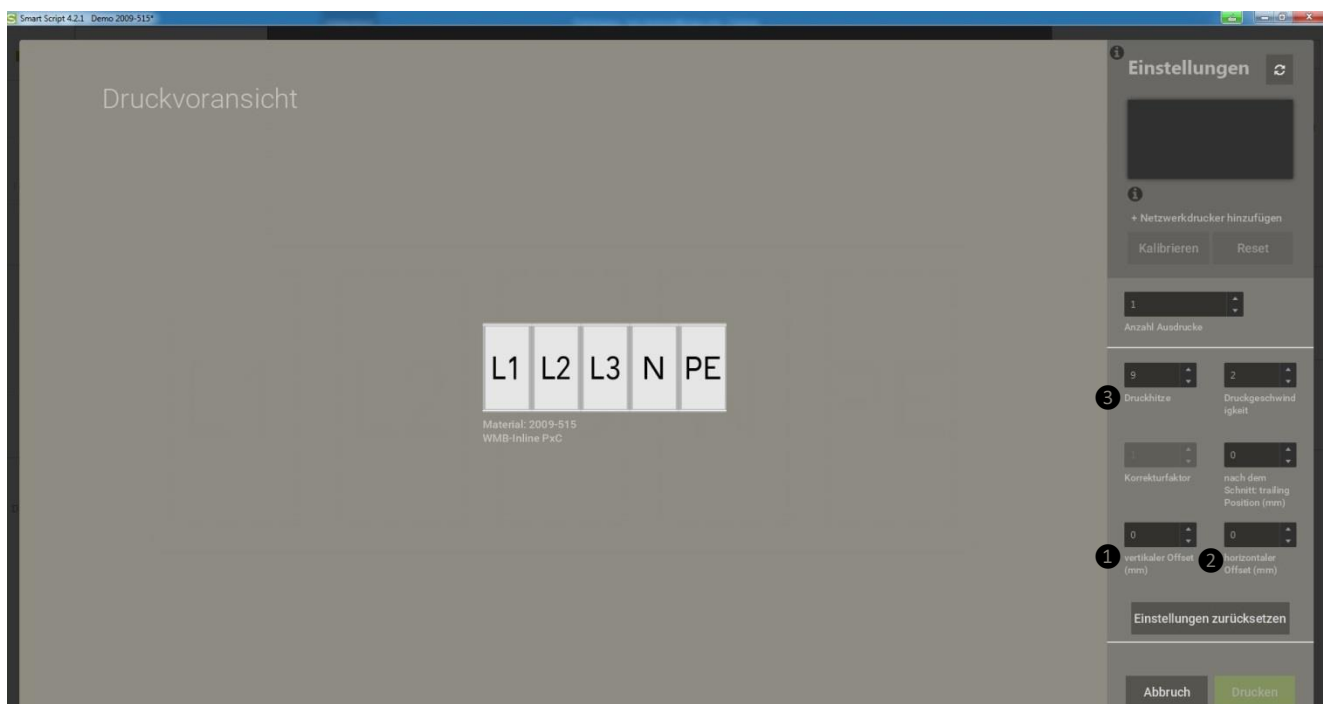 Smart Script 4.2.1 Demo 2009-515*
Druckvoransicht
L1 L2 L3 N PE
Material: 2009-515
WMB-Inline PxC
Einstellungen
+ Netzwerkdrucker hinzufügen
Kalibrieren Reset
1
Anzahl Ausdrucke
9 2
3 Druckhitze Druckgeschwind
igkeit
1 0
Korrekturfaktor nach dem
Schnitt: trailing
Position (mm)
0 0
1 vertikaler Offset 2 horizontaler
(mm) Offset (mm)
Einstellungen zurücksetzen
Abbruch Drucken